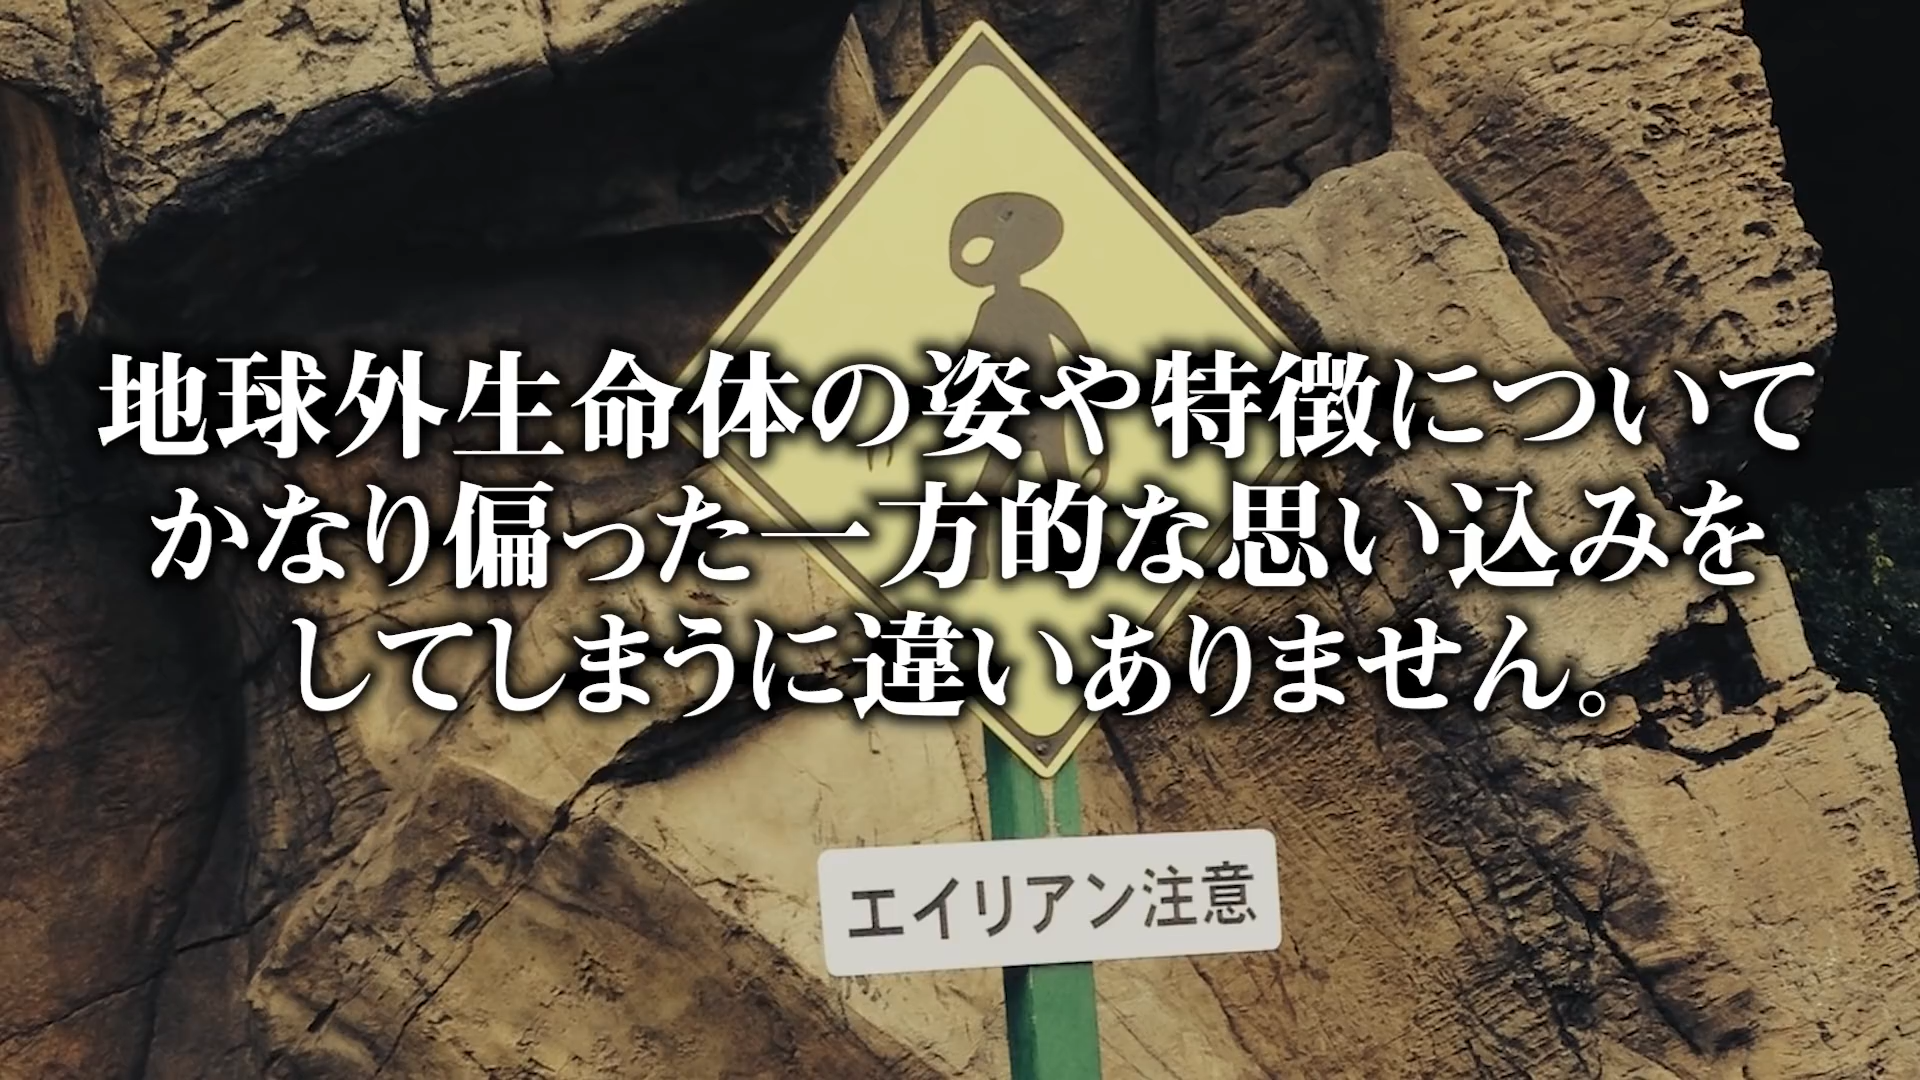 地球外生命体の姿や特徴について
かなり偏った一方的な思い込みを
してしまうに違いありません。
エイリアン注意